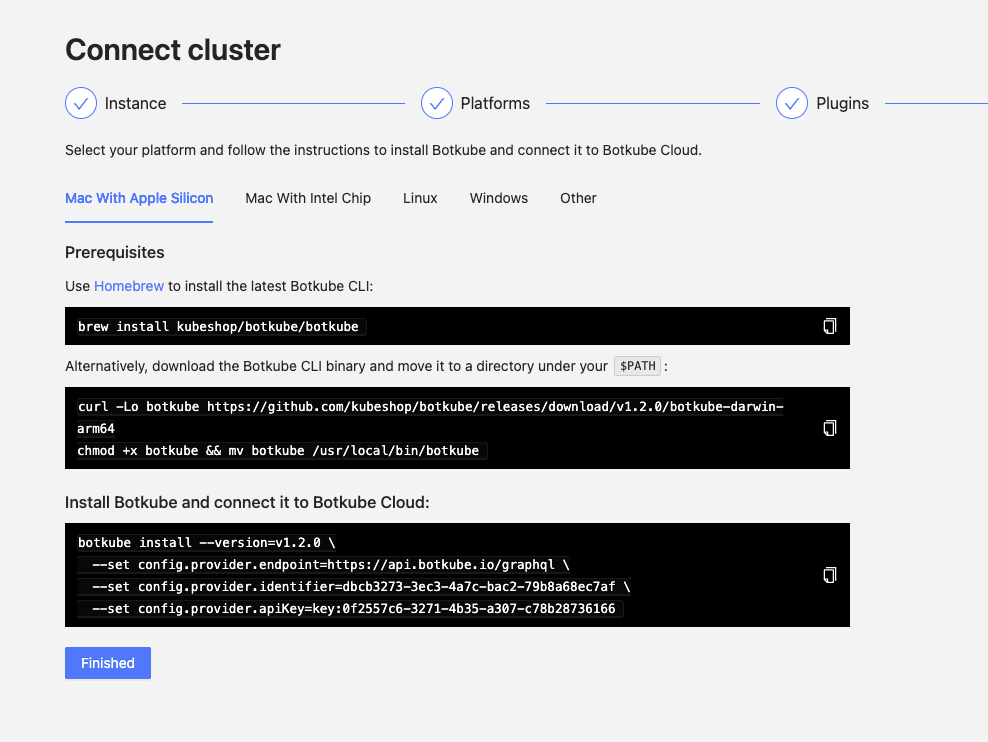 Connect cluster
Instance
Platforms
Plugins
Select your platform and follow the instructions to install Botkube and connect it to Botkube Cloud.
Mac With Apple Silicon
Mac With Intel Chip
Linux
Windows
Other
Prerequisites
Use Homebrew to install the latest Botkube CLI:
brew install kubeshop/botkube/botkube
Alternatively, download the Botkube CLI binary and move it to a directory under your $PATH :
curl -Lo botkube https://github.com/kubeshop/botkube/releases/download/v1.2.0/botkube-darwin-
arm64
chmod +x botkube && mv botkube /usr/local/bin/botkube
Install Botkube and connect it to Botkube Cloud:
botkube install --version=v1.2.0 \
--set config.provider.endpoint=https://api.botkube.io/graphql \
--set config.provider.identifier=dbcb3273-3ec3-4a7c-bac2-79b8a68ec7af \
--set config.provider.apiKey=key:0f2557c6-3271-4b35-a307-c78b28736166
Finished